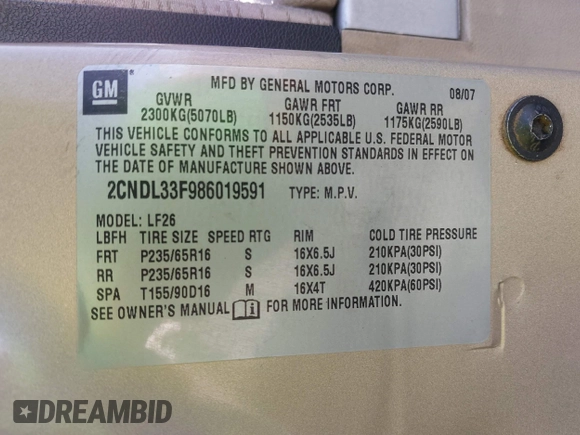 GM
MFD BY GENERAL MOTORS CORP. 08/07
GVWR GAWR FRT GAWR RR
2300KG(5070LB) 1150KG(2535LB) 1175KG(2590LB)
THIS VEHICLE CONFORMS TO ALL APPLICABLE U.S. FEDERAL MOTOR
VEHICLE SAFETY AND THEFT PREVENTION STANDARDS IN EFFECT ON
THE DATE OF MANUFACTURE SHOWN ABOVE.
2CNDL33F986019591 TYPE: M.P.V.
MODEL: LF26
LBFH TIRE SIZE SPEED RTG RIM COLD TIRE PRESSURE
FRT P235/65R16 S 16X6.5J 210KPA(30PSI)
RR P235/65R16 S 16X6.5J 210KPA(30PSI)
SPA T155/90D16 M 16X4T 420KPA(60PSI)
SEE OWNER'S MANUAL FOR MORE INFORMATION.
DREAMBID